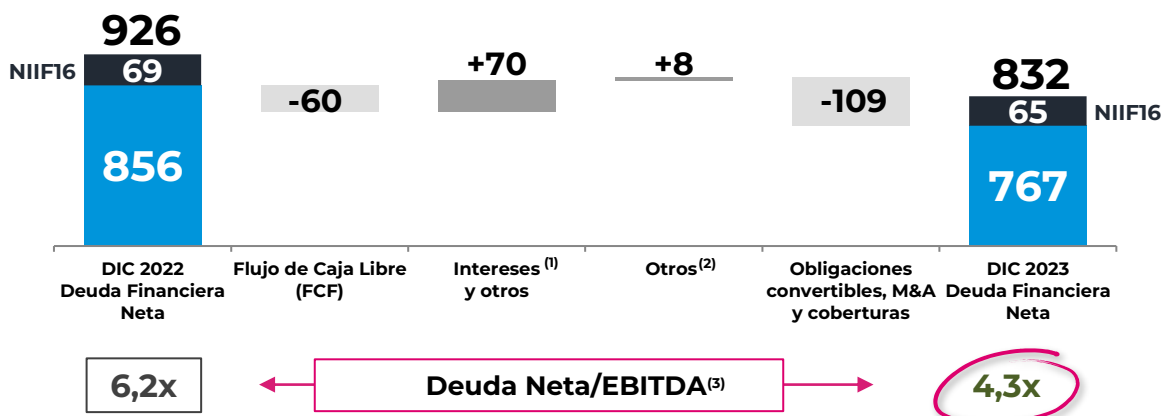 926
NIIF16
69
856
-60
+70
+8
-109
832
65
NIIF16
767
DIC 2022
Deuda Financiera
Neta
Flujo de Caja Libre
(FCF)
Intereses (1)
y otros
Otros(2)
Obligaciones
convertibles, M&A
y coberturas
DIC 2023
Deuda Financiera
Neta
6,2x
Deuda Neta/EBITDA(3)
4,3x